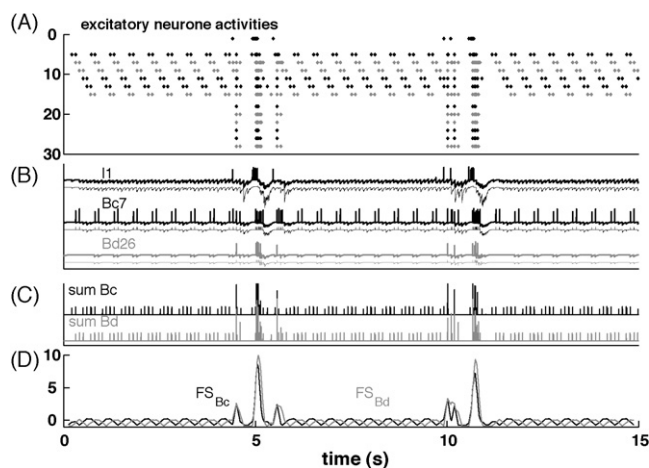 (A) excitatory neurone activities
0
10
20
30
(B) I1
Bc7
Bd26
(C) sum Bc
sum Bd
(D) 10
5
0
FS Bc
FS Bd
0 5 10 15
time (s)